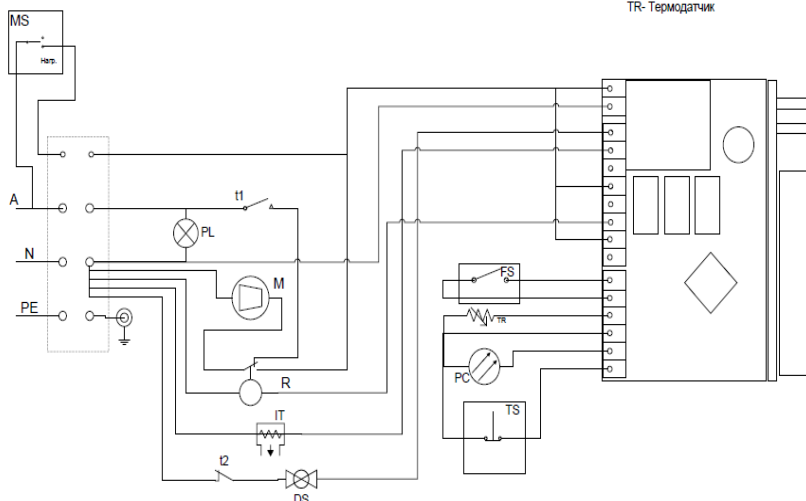 TR- Термодатчик
MS
Нагр.
A
t1
PL
N
FS
M
PE
TR
PC
R
TS
IT
t2
DS